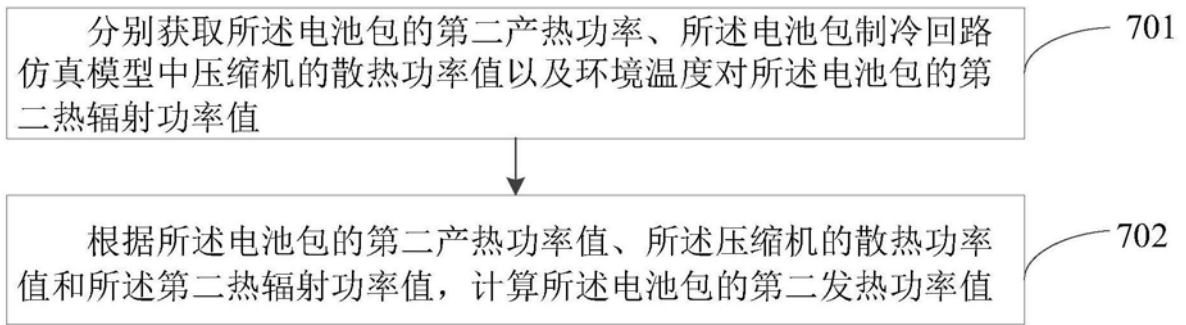 分别获取所述电池包的第二产热功率、所述电池包制冷回路
仿真模型中压缩机的散热功率值以及环境温度对所述电池包的第
二热辐射功率值
701
根据所述电池包的第二产热功率值、所述压缩机的散热功率
值和所述第二热辐射功率值，计算所述电池包的第二发热功率值
702